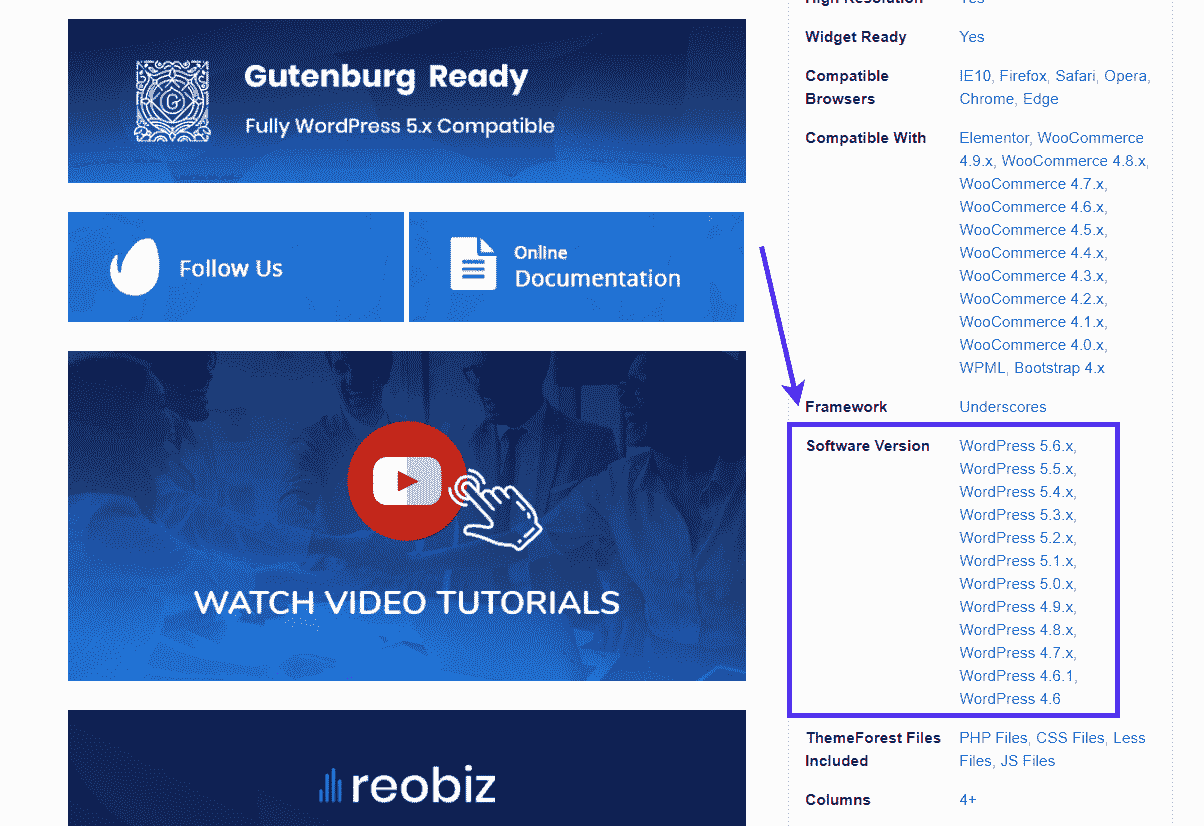 Gutenburg Ready
Fully WordPress 5.x Compatible
Follow Us
Online
Documentation
WATCH VIDEO TUTORIALS
reobiz
High Resolution Yes
Widget Ready Yes
Compatible Browsers IE10, Firefox, Safari, Opera,
Chrome, Edge
Compatible With Elementor, WooCommerce
4.9.x, WooCommerce 4.8.x,
WooCommerce 4.7.x,
WooCommerce 4.6.x,
WooCommerce 4.5.x,
WooCommerce 4.4.x,
WooCommerce 4.3.x,
WooCommerce 4.2.x,
WooCommerce 4.1.x,
WooCommerce 4.0.x,
WPML, Bootstrap 4.x
Framework Underscores
Software Version WordPress 5.6.x,
WordPress 5.5.x,
WordPress 5.4.x,
WordPress 5.3.x,
WordPress 5.2.x,
WordPress 5.1.x,
WordPress 5.0.x,
WordPress 4.9.x,
WordPress 4.8.x,
WordPress 4.7.x,
WordPress 4.6.1,
WordPress 4.6
ThemeForest Files Included PHP Files, CSS Files, Less
Files, JS Files
Columns 4+